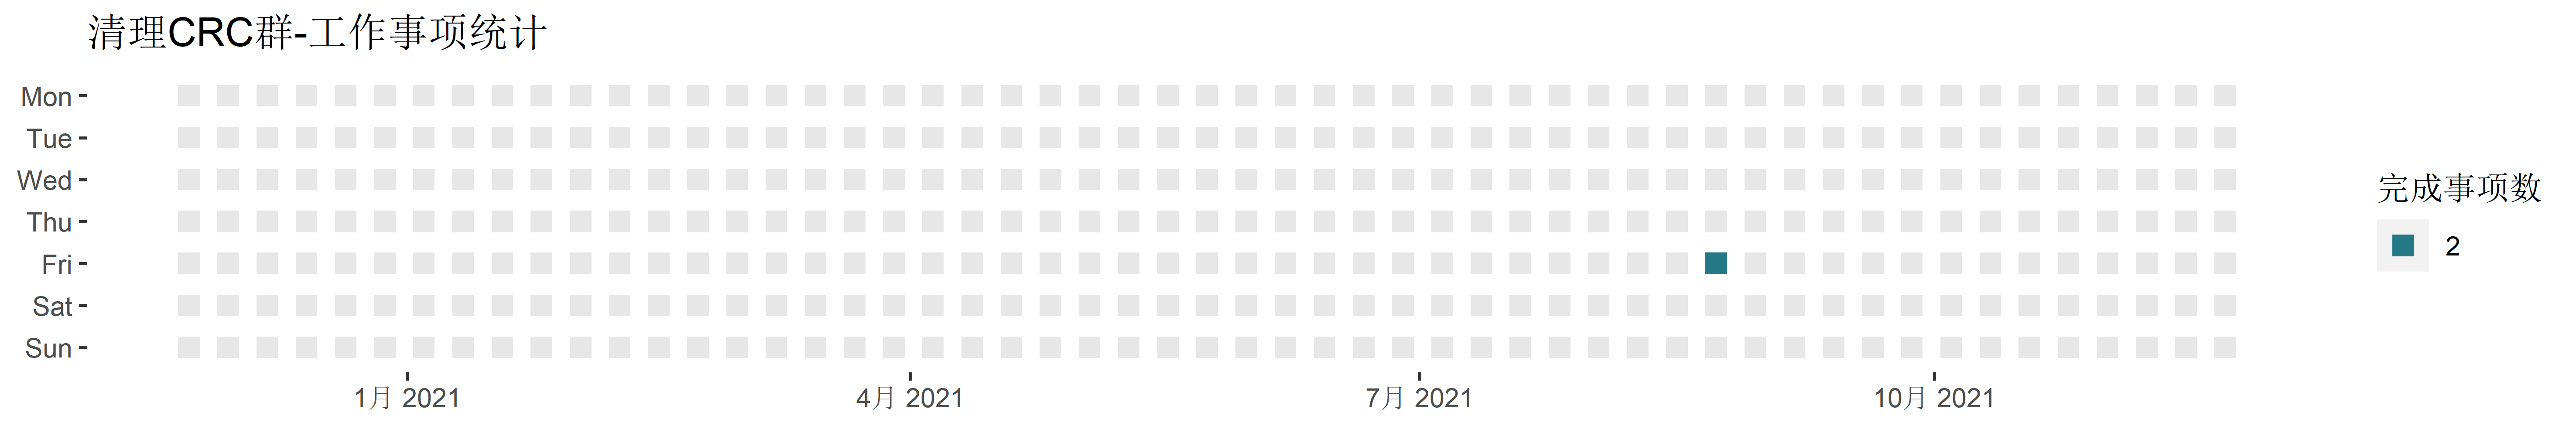 清理CRC群-工作事项统计
Mon
Tue
Wed
Thu
Fri
Sat
Sun
1月 2021
4月 2021
7月 2021
10月 2021
完成事项数
2